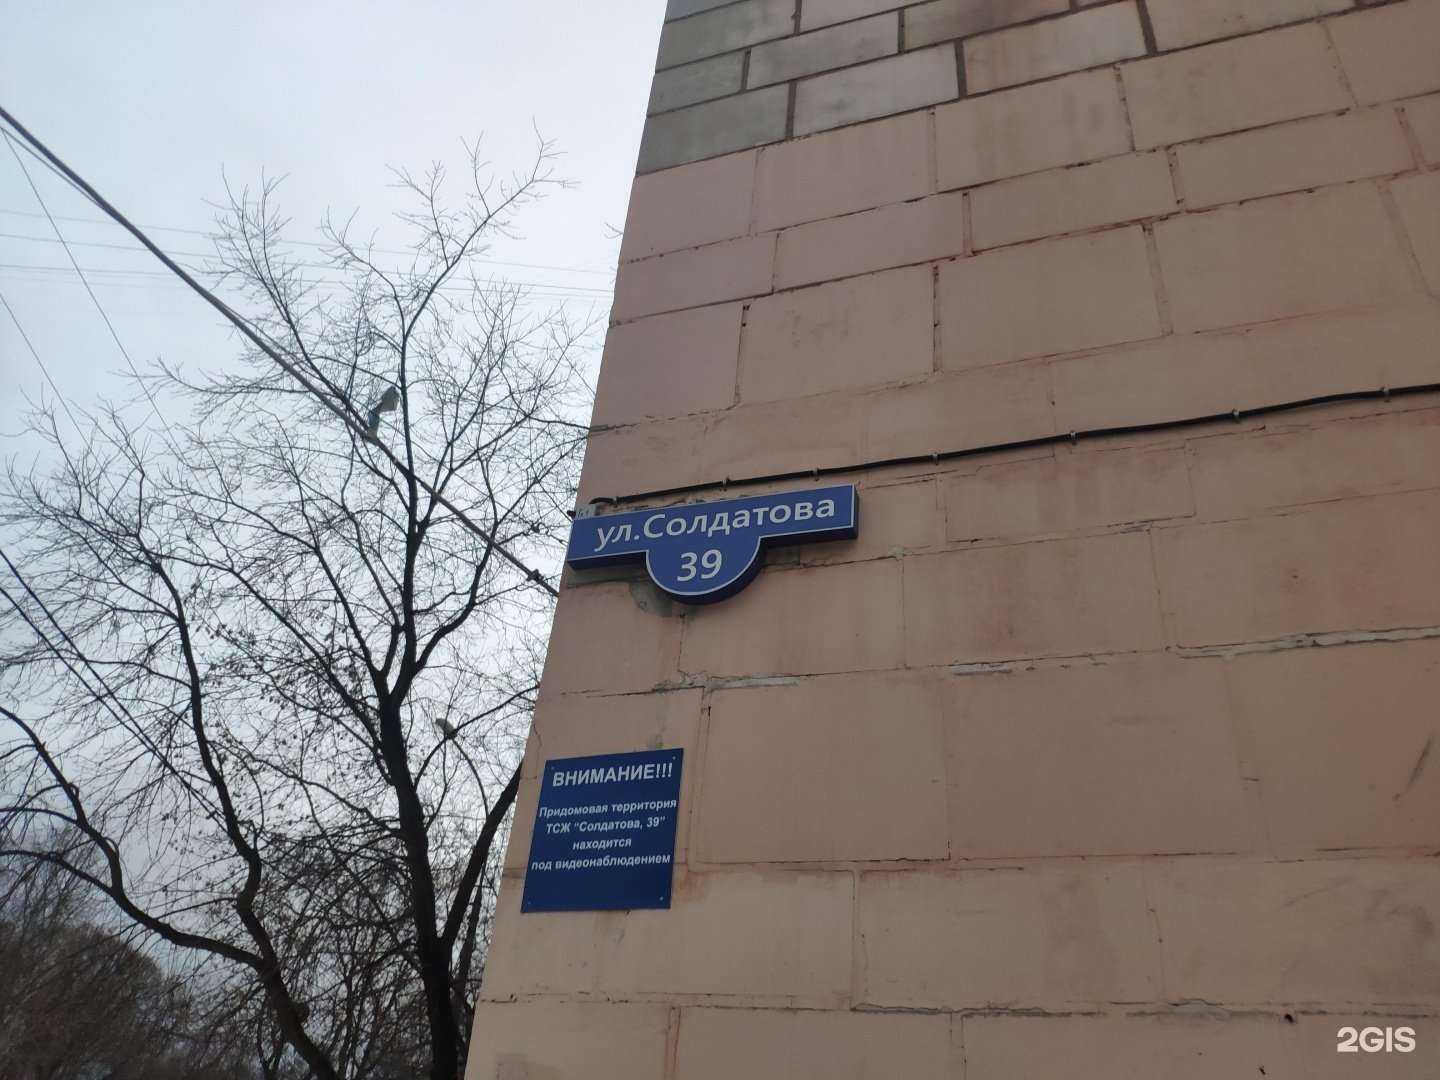 ул.Солдатова
39
ВНИМАНИЕ!!!
Придомовая территория
ТСЖ "Солдатова, 39"
находится
под видеонаблюдением
2GIS